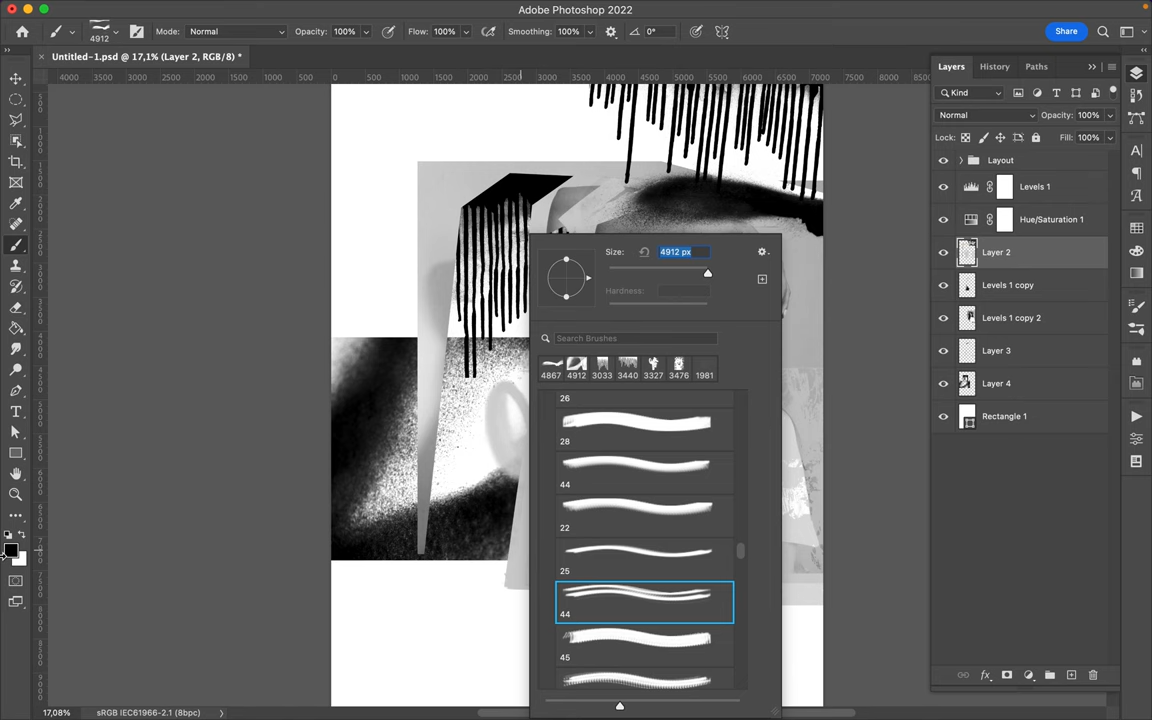 Adobe Photoshop 2022
4912
Mode: Normal
Opacity: 100%
Flow: 100%
Smoothing: 100%
0°
Share
Untitled-1.psd @ 17,1% (Layer 2, RGB/8) *
4000 3500 3000 2500 2000 1500 1000 500 0 500 1000 1500 2000 2500 3000 3500 4000 4500 5000 5500 6000 6500 7000 7500 8000
Layers History Paths
Kind
Normal Opacity: 100%
Lock: Fill: 100%
Layout
Levels 1
Hue/Saturation 1
Layer 2
Levels 1 copy
Levels 1 copy 2
Layer 3
Layer 4
Rectangle 1
Size: 4912 px
Hardness:
Search Brushes
4867 4912 3033 3440 3327 3476 1981
26
28
44
22
25
44
45
17,08% sRGB IEC61966-2.1 (8bpc)